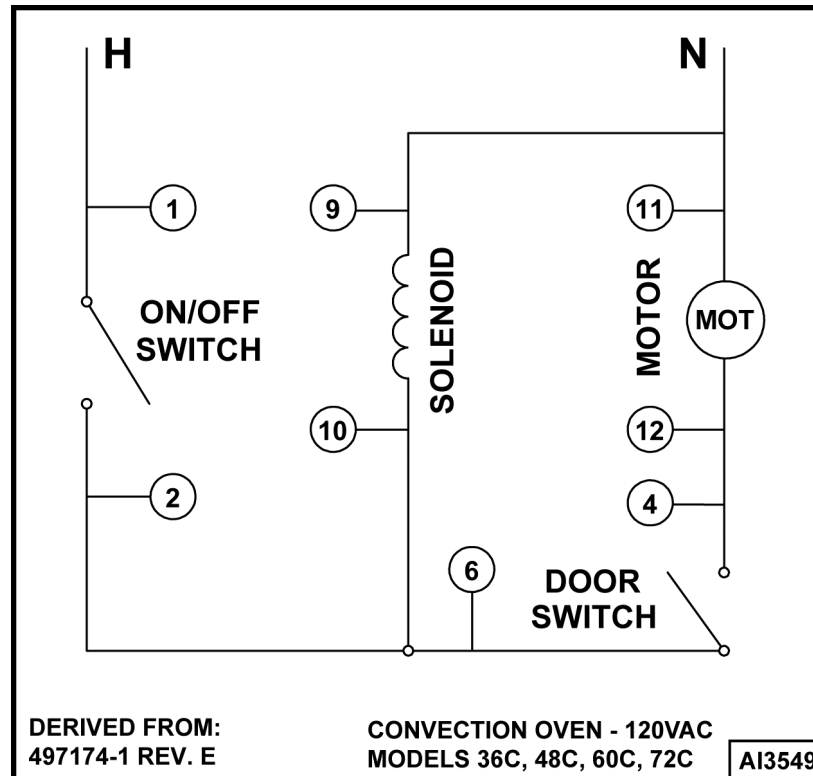 H
N
1
9
11
ON/OFF
SWITCH
SOLENOID
MOTOR
MOT
10
12
2
4
6
DOOR
SWITCH
DERIVED FROM:
497174-1 REV. E
CONVECTION OVEN - 120VAC
MODELS 36C, 48C, 60C, 72C
AI3549